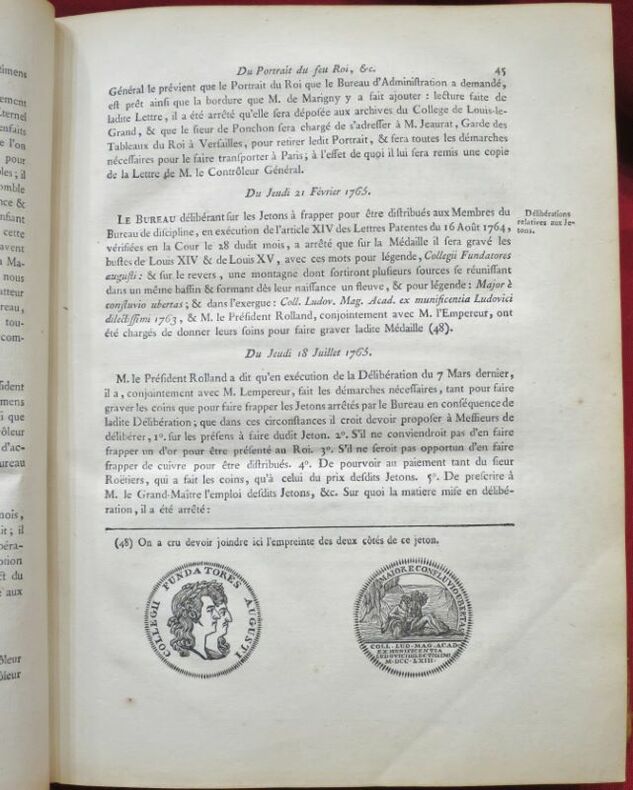 Du Portrait du feu Roi, &c. 45
Général le prévient que le Portrait du Roi que le Bureau d'Administration a demandé,
est prêt ainsi que la bordure que M. de Marigny y a fait ajouter : lecture faite de
ladite Lettre, il a été arrêté qu'elle sera déposée aux archives du College de Louis-le-
Grand, & que le sieur de Ponchon sera chargé de s'adresser à M. Jeaurat, Garde des
Tableaux du Roi à Versailles, pour retirer ledit Portrait, & sera toutes les démarches
nécessaires pour le faire transporter à Paris ; à l'effet de quoi il lui sera remis une copie
de la Lettre de M. le Contrôleur Général.
Du Jeudi 21 Février 1765.
LE BUREAU délibérant sur les Jetons à frapper pour être distribués aux Membres du
Bureau de discipline, en exécution de l'article XIV des Lettres Patentes du 16 Août 1764,
vérifiées en la Cour le 28 dudit mois, a arrêté que sur la Médaille il sera gravé les
bustes de Louis XIV & de Louis XV, avec ces mots pour légende, Collegii Fundatores
augusti : & sur le revers, une montagne dont sortiront plusieurs sources se réunissant
dans un même bassin & formant dès leur naissance un fleuve, & pour légende : Major è
confluvio ubertas ; & dans l'exergue : Coll. Ludov. Mag. Acad. ex munificentia Ludovici
dilectissimi 1763, & M. le Président Rolland, conjointement avec M. l'Empereur, ont
été chargés de donner leurs soins pour faire graver ladite Médaille (48).
Délibérations
relatives aux Je-
tons.
Du Jeudi 18 Juillet 1765.
M. le Président Rolland a dit qu'en exécution de la Délibération du 7 Mars dernier,
il a, conjointement avec M. Lempereur, fait les démarches nécessaires, tant pour faire
graver les coins que pour faire frapper les Jetons arrêtés par le Bureau en conséquence de
ladite Délibération ; que dans ces circonstances il croit devoir proposer à Messieurs de
délibérer, 1°. sur les présens à faire dudit Jeton. 2°. S'il ne conviendroit pas d'en faire
frapper un d'or pour être présenté au Roi. 3°. S'il ne seroit pas opportun d'en faire
frapper de cuivre pour être distribués. 4°. De pourvoir au paiement tant du sieur
Roëtiers, qui a fait les coins, qu'à celui du prix desdits Jetons. 5°. De prescrire à
M. le Grand-Maître l'emploi desdits Jetons, &c. Sur quoi la matiere mise en délibé-
ration, il a été arrêté :
(48) On a cru devoir joindre ici l'empreinte des deux côtés de ce jeton.
COLLEGII FUNDATORES AUGUSTI
MAIOR E CONFLUVIO UBERTAS
COLL · LUD · MAG · ACAD ·
EX MUNIFICENTIA
LUDOVICI DILECTISSIMI
M · DCC · LXIII ·